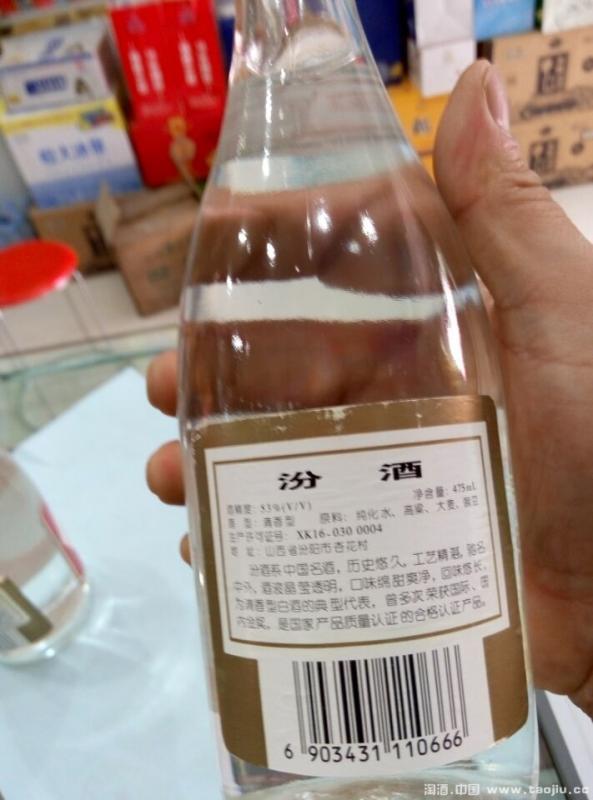 汾 酒
酒精度: 53%(V/V) 净含量: 475mL
香 型: 清香型 原料: 纯化水、高粱、大麦、豌豆
生产许可证号: XK16-030 0004
地 址: 山西省汾阳市杏花村
汾酒系中国名酒，历史悠久，工艺精甚，驰名
中外，酒液晶莹透明，口味绵甜爽净，回味悠长，
为清香型白酒的典型代表，曾多次荣获国际、国
内金奖。是国家产品质量认证的合格认证产品。
6 903431 110666
淘酒.中国 www.taojiu.cc